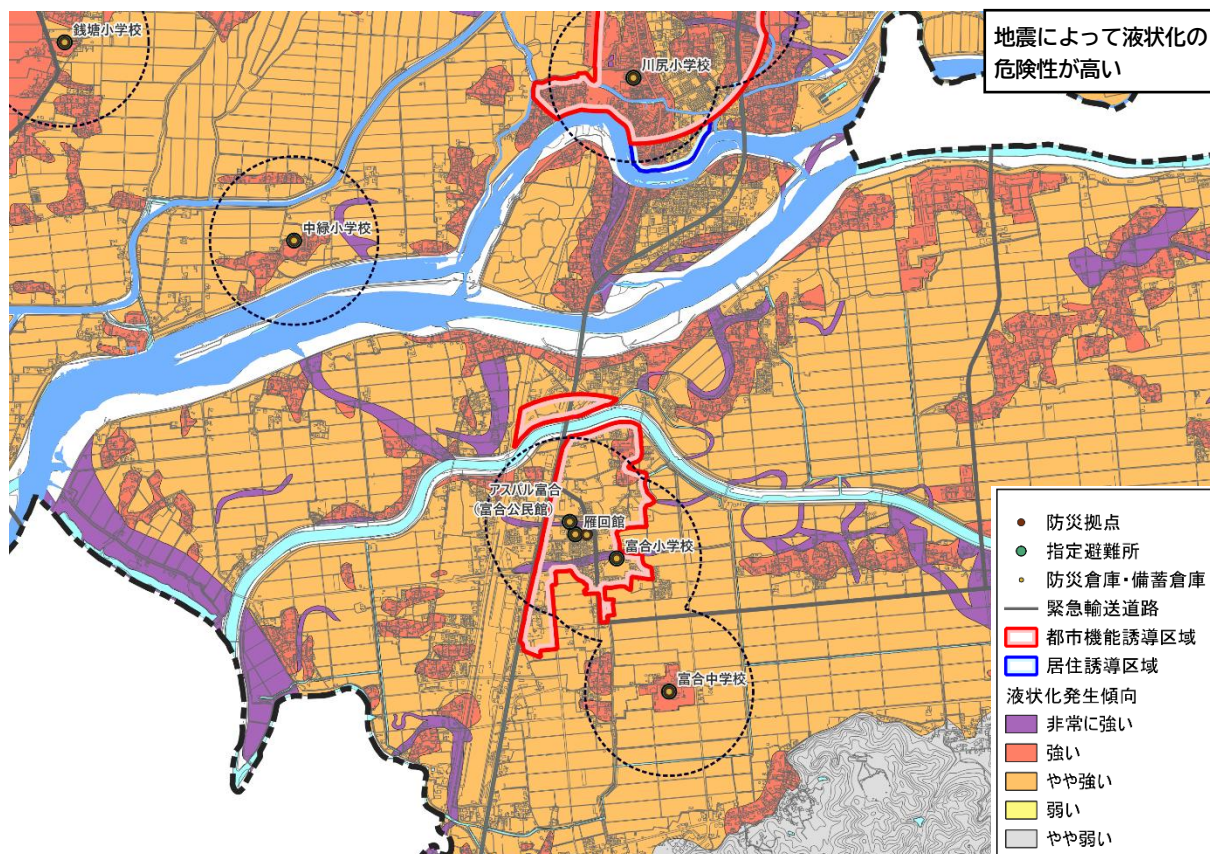 地震によって液状化の
危険性が高い
銭塘小学校
川尻小学校
中緑小学校
アスパル富合
(富合公民館)
雁回館
富合小学校
富合中学校
防災拠点
指定避難所
防災倉庫・備蓄倉庫
緊急輸送道路
都市機能誘導区域
居住誘導区域
液状化発生傾向
非常に強い
強い
やや強い
弱い
やや弱い